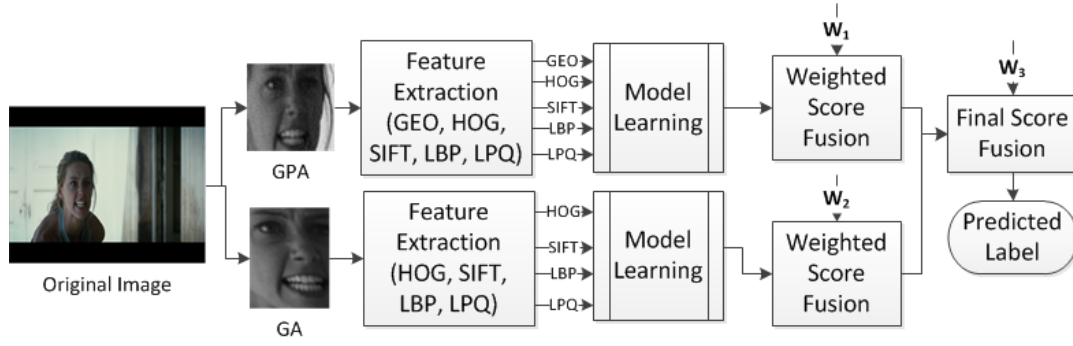 Original Image
GPA
Feature
Extraction
(GEO, HOG,
SIFT, LBP, LPQ)
GEO
HOG
SIFT
LBP
LPQ
Model
Learning
W1
Weighted
Score
Fusion
GA
Feature
Extraction
(HOG, SIFT,
LBP, LPQ)
HOG
SIFT
LBP
LPQ
Model
Learning
W2
Weighted
Score
Fusion
W3
Final Score
Fusion
Predicted
Label